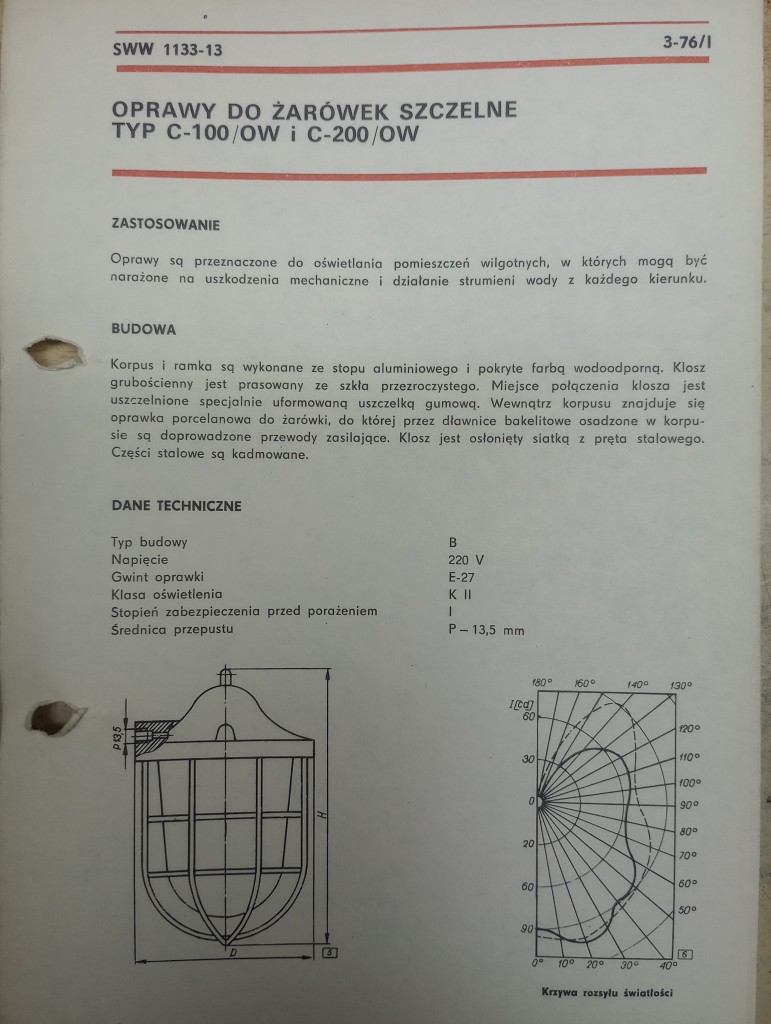 SWW 1133-13
3-76/I
OPRAWY DO ŻARÓWEK SZCZELNE
TYP C-100/OW i C-200/OW
ZASTOSOWANIE
Oprawy są przeznaczone do oświetlania pomieszczeń wilgotnych, w których mogą być
narażone na uszkodzenia mechaniczne i działanie strumieni wody z każdego kierunku.
BUDOWA
Korpus i ramka są wykonane ze stopu aluminiowego i pokryte farbą wodoodporną. Klosz
grubościenny jest prasowany ze szkła przezroczystego. Miejsce połączenia klosza jest
uszczelnione specjalnie uformowaną uszczelką gumową. Wewnątrz korpusu znajduje się
oprawka porcelanowa do żarówki, do której przez dławnice bakelitowe osadzone w korpu-
sie są doprowadzone przewody zasilające. Klosz jest osłonięty siatką z pręta stalowego.
Części stalowe są kadmowane.
DANE TECHNICZNE
Typ budowy B
Napięcie 220 V
Gwint oprawki E-27
Klasa oświetlenia K II
Stopień zabezpieczenia przed porażeniem I
Średnica przepustu P – 13,5 mm
P 13,5
H
D
5
180° 160° 140° 130°
I [cd]
60
120°
30
110°
100°
0
90°
80°
20
70°
60
60°
50°
90
6
0° 10° 20° 30° 40°
Krzywa rozsyłu światłości